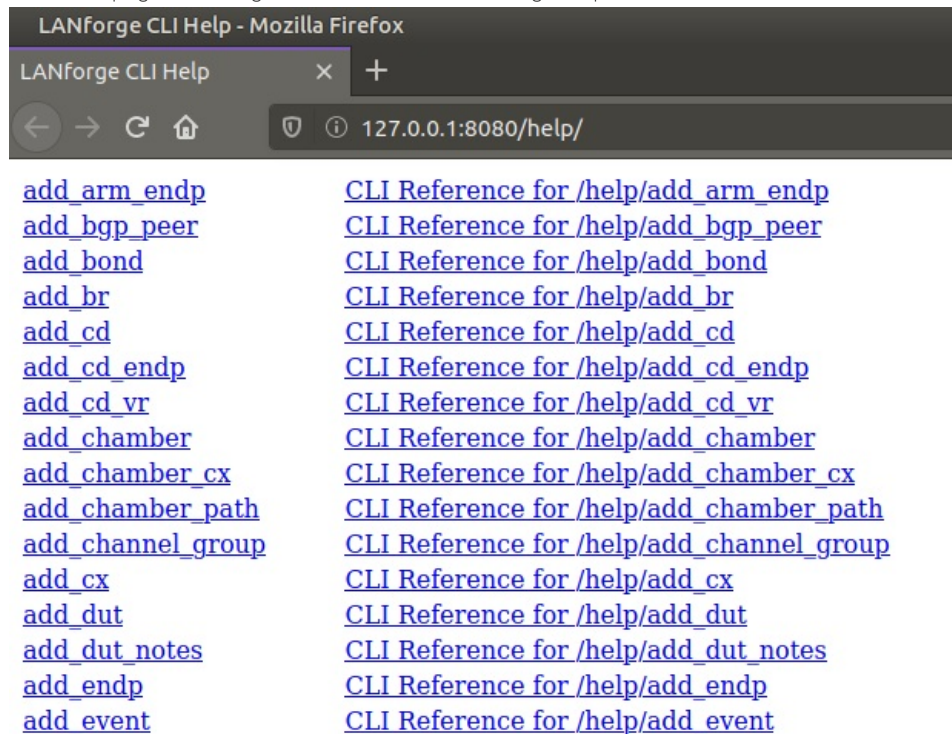 LANforge CLI Help - Mozilla Firefox
LANforge CLI Help × +
127.0.0.1:8080/help/
add_arm_endp CLI Reference for /help/add_arm_endp
add_bgp_peer CLI Reference for /help/add_bgp_peer
add_bond CLI Reference for /help/add_bond
add_br CLI Reference for /help/add_br
add_cd CLI Reference for /help/add_cd
add_cd_endp CLI Reference for /help/add_cd_endp
add_cd_vr CLI Reference for /help/add_cd_vr
add_chamber CLI Reference for /help/add_chamber
add_chamber_cx CLI Reference for /help/add_chamber_cx
add_chamber_path CLI Reference for /help/add_chamber_path
add_channel_group CLI Reference for /help/add_channel_group
add_cx CLI Reference for /help/add_cx
add_dut CLI Reference for /help/add_dut
add_dut_notes CLI Reference for /help/add_dut_notes
add_endp CLI Reference for /help/add_endp
add_event CLI Reference for /help/add_event